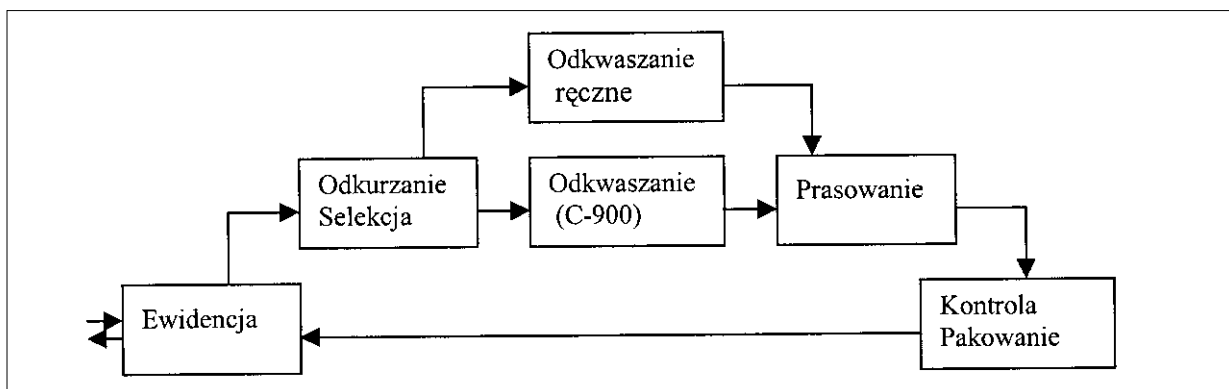 Odkwaszanie
ręczne
Odkurzanie
Selekcja
Odkwaszanie
(C-900)
Prasowanie
Ewidencja
Kontrola
Pakowanie